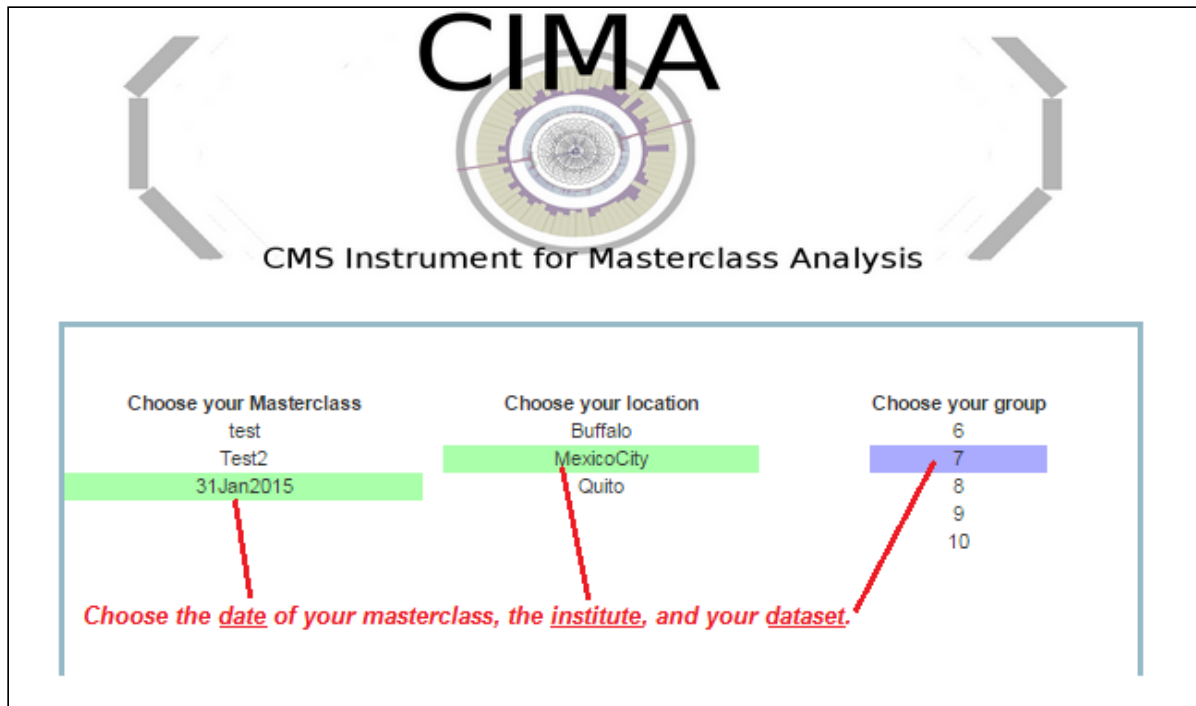 CIMA
CMS Instrument for Masterclass Analysis
Choose your Masterclass
test
Test2
31Jan2015
Choose your location
Buffalo
MexicoCity
Quito
Choose your group
6
7
8
9
10
Choose the date of your masterclass, the institute, and your dataset.